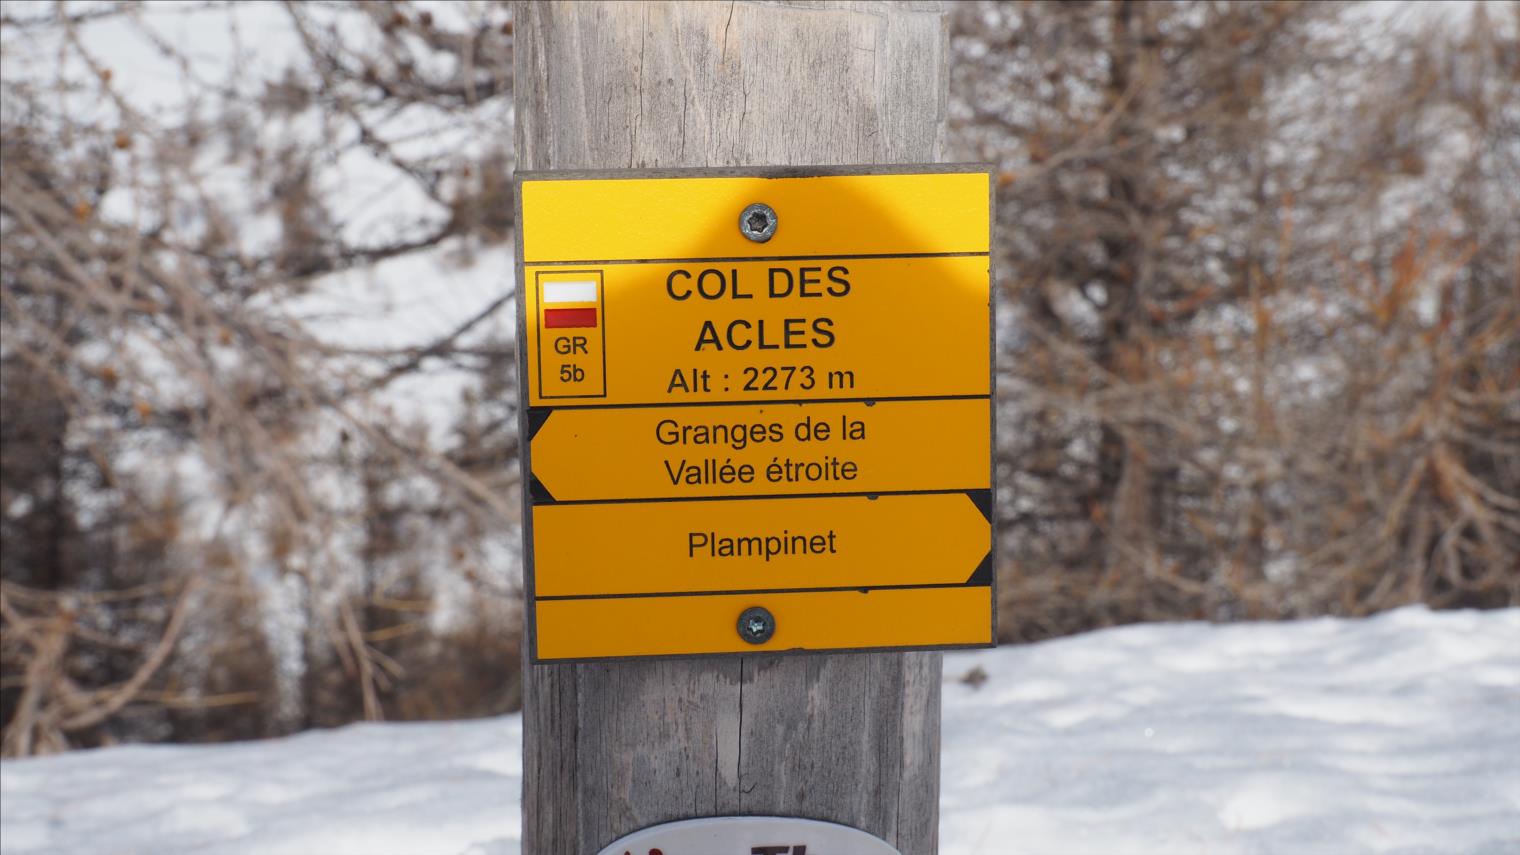 COL DES
ACLES
GR
5b
Alt : 2273 m
Granges de la
Vallée étroite
Plampinet